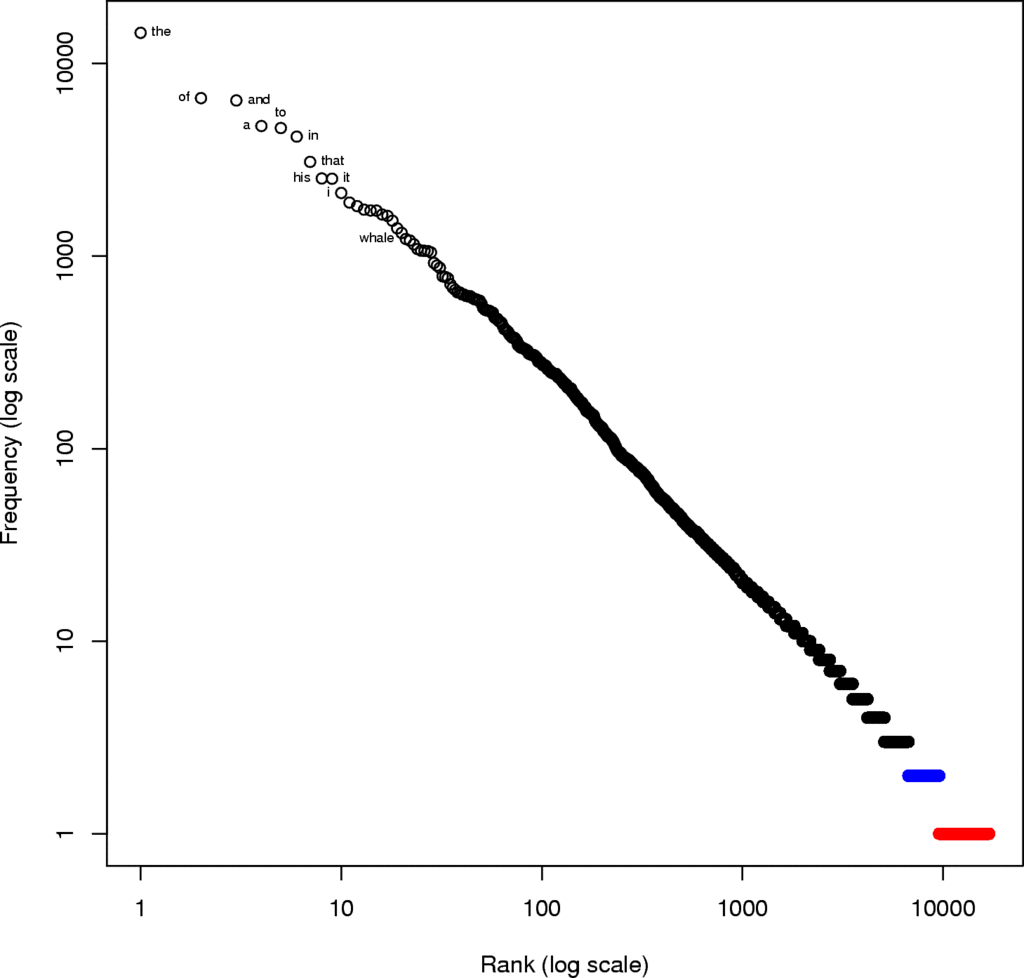 10000
the
of
and
to
a
in
that
his
it
i
whale
1000
100
10
1
Frequency (log scale)
1
10
100
1000
10000
Rank (log scale)